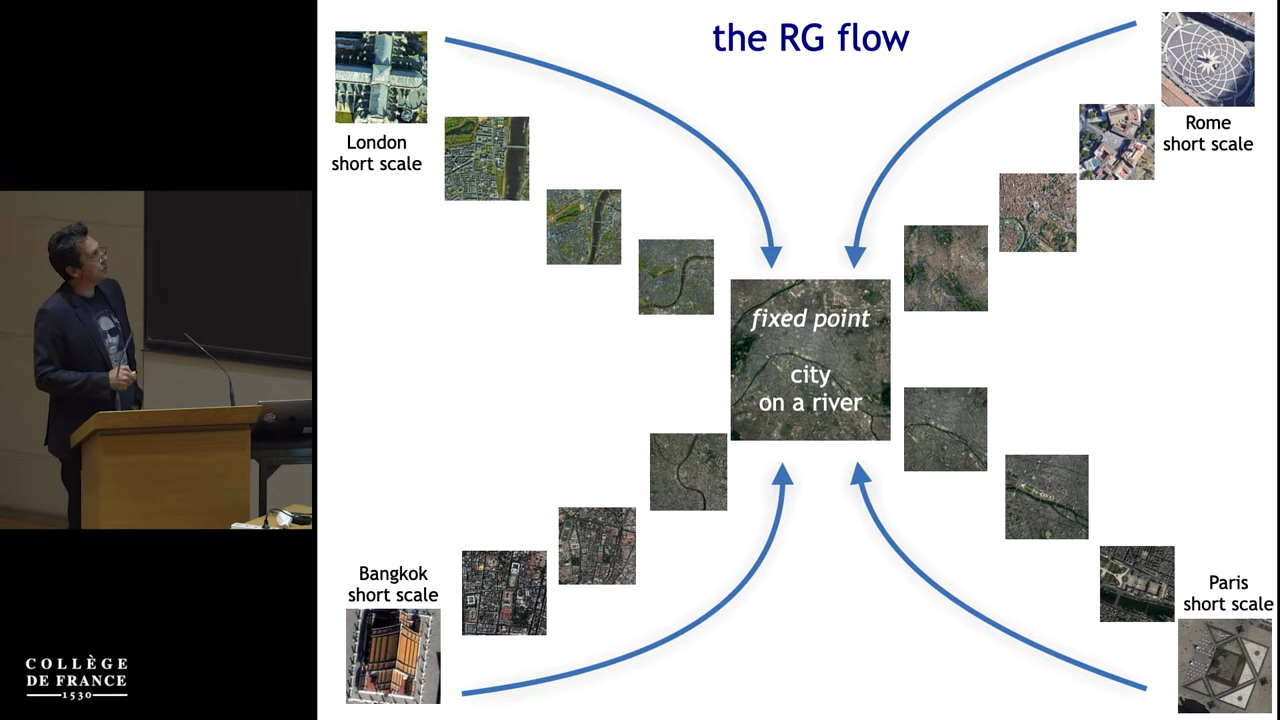 the RG flow
London
short scale
Rome
short scale
fixed point
city
on a river
Bangkok
short scale
Paris
short scale
COLLÈGE
DE FRANCE
1530